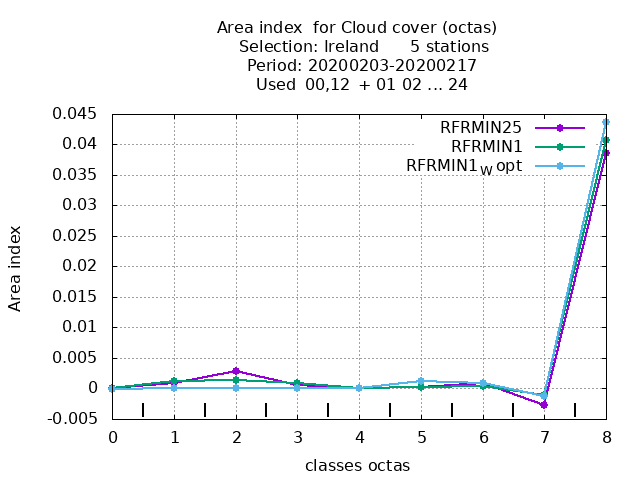 Area index for Cloud cover (octas)
Selection: Ireland 5 stations
Period: 20200203-20200217
Used 00,12 + 01 02 ... 24
RFRMIN25
RFRMIN1
RFRMIN1W opt
0.045
0.04
0.035
0.03
0.025
0.02
0.015
0.01
0.005
0
-0.005
Area index
0 1 2 3 4 5 6 7 8
classes octas